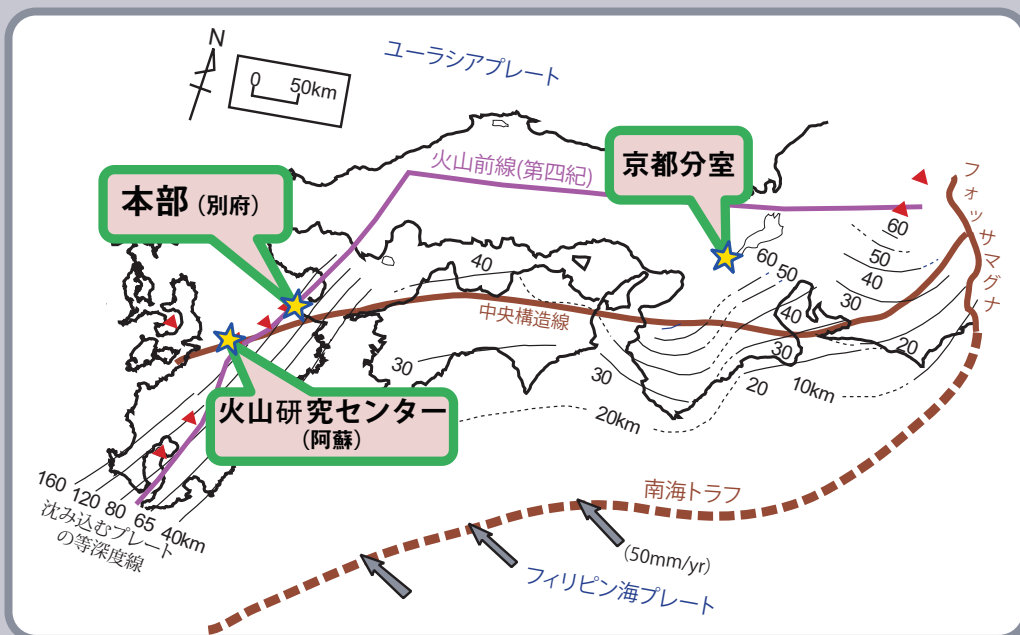 N
0 50km
ユーラシアプレート
火山前線(第四紀)
京都分室
本部 (別府)
フォッサマグナ
60
50
40
30
20
60
50
40
30
20
10km
40
中央構造線
30
30
20km
火山研究センター
(阿蘇)
160 120 80 65 40km
沈み込むプレート
の等深度線
南海トラフ
(50mm/yr)
フィリピン海プレート